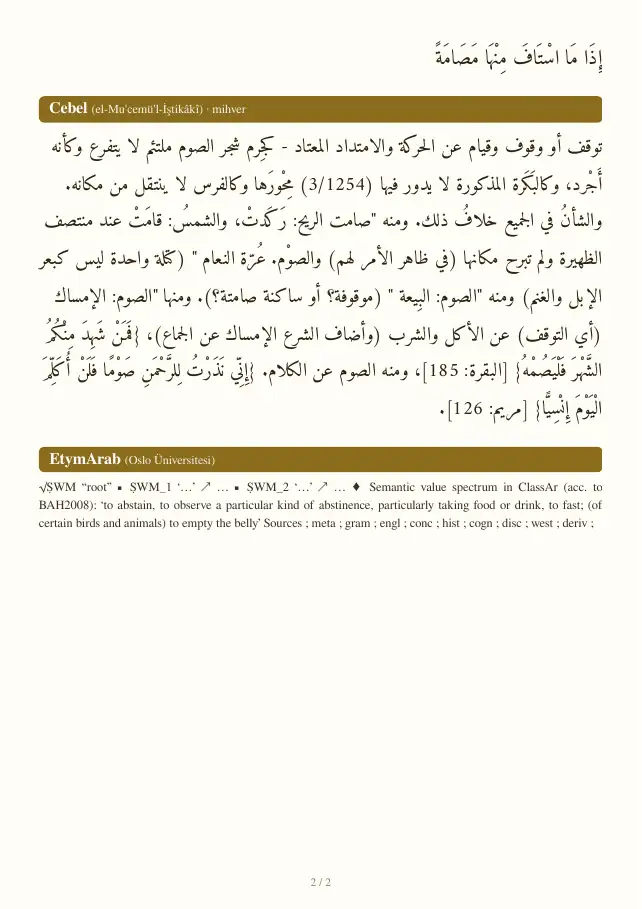 إِذَا مَا اسْتَافَ مِنْهَا مَصَامَةً
Cebel (el-Mu'cemü'l-İştikâkî) · mihver
توقف أو وقوف وقيام عن الحركة والامتداد المعتاد - كجِرم شجر الصوم ملتئم لا يتفرع وكأنه
أَجْرد، وكالبَكَرة المذكورة لا يدور فيها (3/1254) مِحْوَرَها وكالفرس لا ينتقل من مكانه.
والشأنُ في الجميع خلافُ ذلك. ومنه "صامت الريح: رَكَدتْ، والشمسُ: قامَتْ عند منتصف
الظهيرة ولم تبرح مكانها (في ظاهر الأمر لهم) والصوْم. عُرّة النعام " (كتلة واحدة ليس كبعر
الإبل والغنم) ومنه "الصوم: البِيعة " (موقوفة؟ أو ساكنة صامتة؟). ومنها "الصوم: الإمساك
(أي التوقف) عن الأكل والشرب (وأضاف الشرع الإمساك عن الجماع)، {فَمَنْ شَهِدَ مِنْكُمُ
الشَّهْرَ فَلْيَصُمْهُ} [البقرة: 185]، ومنه الصوم عن الكلام. {إِنِّي نَذَرْتُ لِلرَّحْمَنِ صَوْمًا فَلَنْ أُكَلِّمَ
الْيَوْمَ إِنْسِيًّا} [مريم: 126].
EtymArab (Oslo Üniversitesi)
√ṢWM “root” ▪ ṢWM_1 ‘…’ ↗ … ▪ ṢWM_2 ‘…’ ↗ … ♦ Semantic value spectrum in ClassAr (acc. to
BAH2008): ‘to abstain, to observe a particular kind of abstinence, particularly taking food or drink, to fast; (of
certain birds and animals) to empty the belly’ Sources ; meta ; gram ; engl ; conc ; hist ; cogn ; disc ; west ; deriv ;
2 / 2